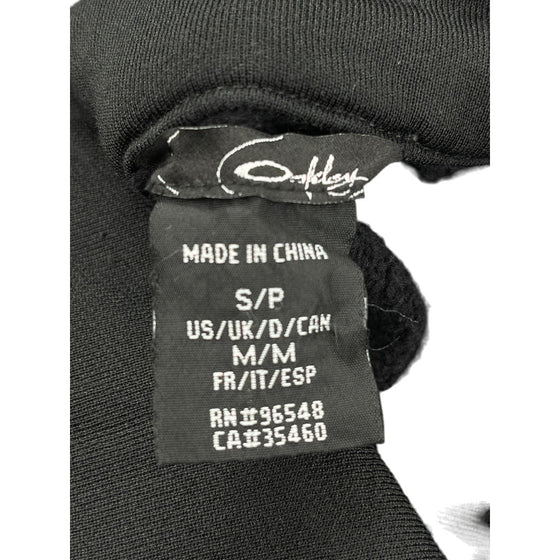 Oakley
MADE IN CHINA
S/P
US/UK/D/CAN
M/M
FR/IT/ESP
RN#96548
CA#35460